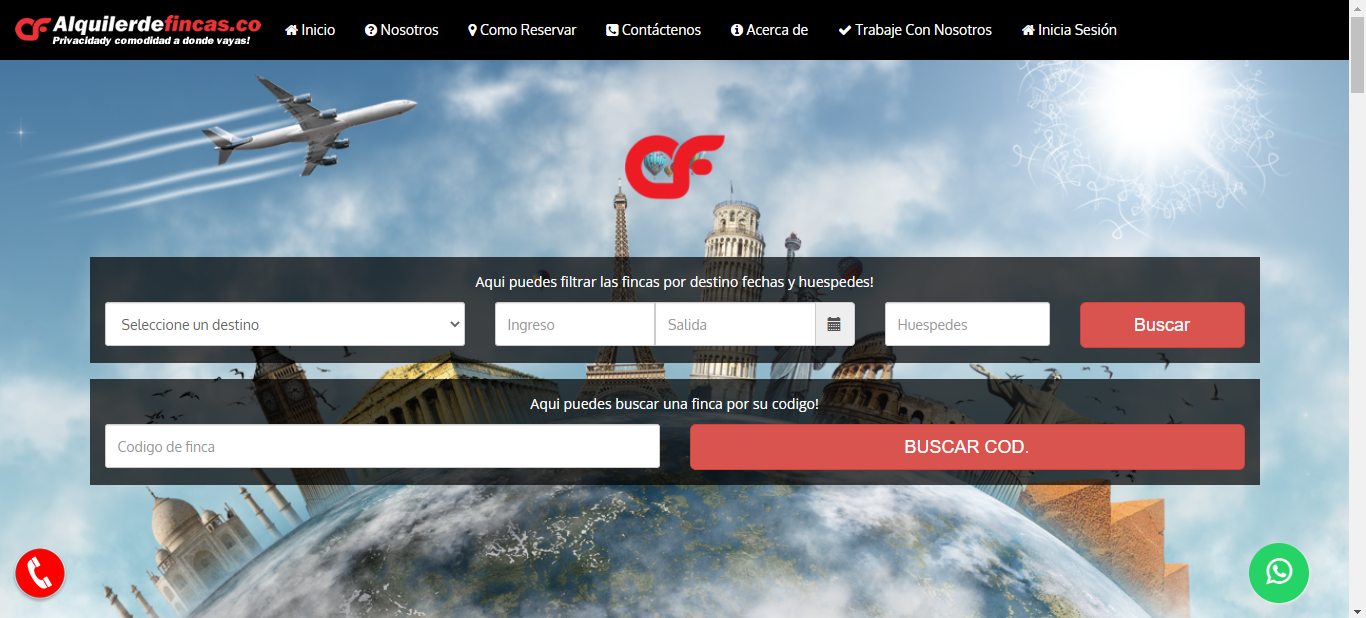 Alquilerdefincas.co
Privacidady comodidad a donde vayas!
Inicio
Nosotros
Como Reservar
Contáctenos
Acerca de
Trabaje Con Nosotros
Inicia Sesión
Aqui puedes filtrar las fincas por destino fechas y huespedes!
Seleccione un destino
Ingreso
Salida
Huespedes
Buscar
Aqui puedes buscar una finca por su codigo!
Codigo de finca
BUSCAR COD.